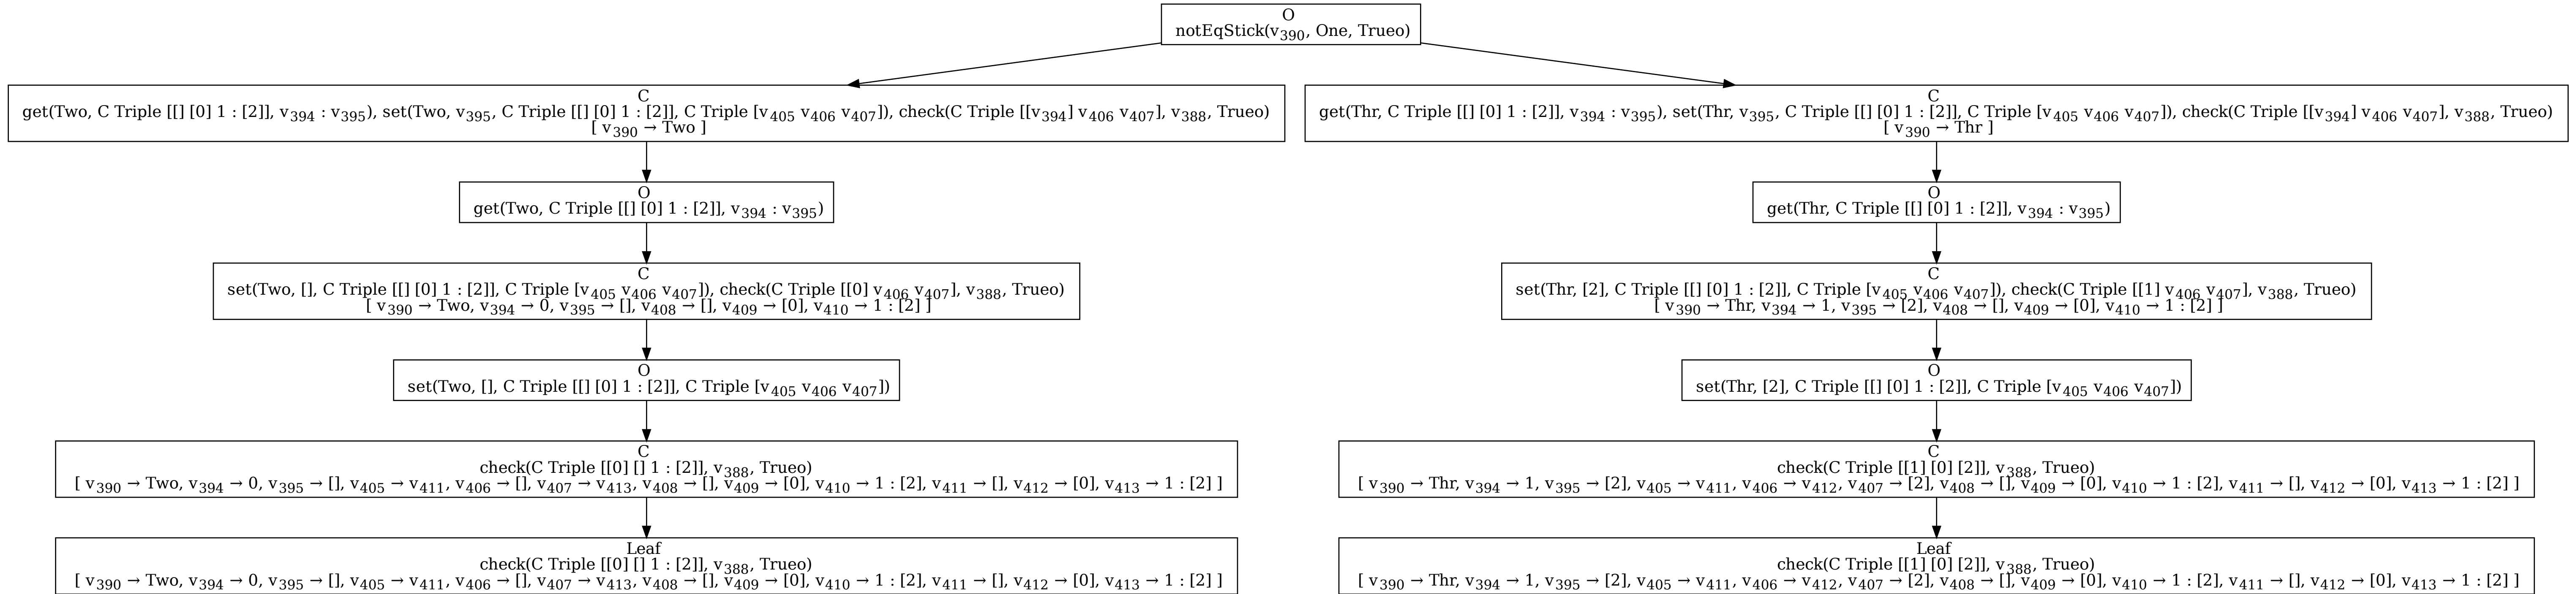 O
notEqStick(v₃₉₀, One, Trueo)
C
get(Two, C Triple [[] [0] 1 : [2]], v₃₉₄ : v₃₉₅), set(Two, v₃₉₅, C Triple [[] [0] 1 : [2]], C Triple [v₄₀₅ v₄₀₆ v₄₀₇]), check(C Triple [[v₃₉₄] v₄₀₆ v₄₀₇], v₃₈₈, Trueo)
[ v₃₉₀ → Two ]
C
get(Thr, C Triple [[] [0] 1 : [2]], v₃₉₄ : v₃₉₅), set(Thr, v₃₉₅, C Triple [[] [0] 1 : [2]], C Triple [v₄₀₅ v₄₀₆ v₄₀₇]), check(C Triple [[v₃₉₄] v₄₀₆ v₄₀₇], v₃₈₈, Trueo)
[ v₃₉₀ → Thr ]
O
get(Two, C Triple [[] [0] 1 : [2]], v₃₉₄ : v₃₉₅)
O
get(Thr, C Triple [[] [0] 1 : [2]], v₃₉₄ : v₃₉₅)
C
set(Two, [], C Triple [[] [0] 1 : [2]], C Triple [v₄₀₅ v₄₀₆ v₄₀₇]), check(C Triple [[0] v₄₀₆ v₄₀₇], v₃₈₈, Trueo)
[ v₃₉₀ → Two, v₃₉₄ → 0, v₃₉₅ → [], v₄₀₈ → [], v₄₀₉ → [0], v₄₁₀ → 1 : [2] ]
C
set(Thr, [2], C Triple [[] [0] 1 : [2]], C Triple [v₄₀₅ v₄₀₆ v₄₀₇]), check(C Triple [[1] v₄₀₆ v₄₀₇], v₃₈₈, Trueo)
[ v₃₉₀ → Thr, v₃₉₄ → 1, v₃₉₅ → [2], v₄₀₈ → [], v₄₀₉ → [0], v₄₁₀ → 1 : [2] ]
O
set(Two, [], C Triple [[] [0] 1 : [2]], C Triple [v₄₀₅ v₄₀₆ v₄₀₇])
O
set(Thr, [2], C Triple [[] [0] 1 : [2]], C Triple [v₄₀₅ v₄₀₆ v₄₀₇])
C
check(C Triple [[0] [] 1 : [2]], v₃₈₈, Trueo)
[ v₃₉₀ → Two, v₃₉₄ → 0, v₃₉₅ → [], v₄₀₅ → v₄₁₁, v₄₀₆ → [], v₄₀₇ → v₄₁₃, v₄₀₈ → [], v₄₀₉ → [0], v₄₁₀ → 1 : [2], v₄₁₁ → [], v₄₁₂ → [0], v₄₁₃ → 1 : [2] ]
C
check(C Triple [[1] [0] [2]], v₃₈₈, Trueo)
[ v₃₉₀ → Thr, v₃₉₄ → 1, v₃₉₅ → [2], v₄₀₅ → v₄₁₁, v₄₀₆ → v₄₁₂, v₄₀₇ → [2], v₄₀₈ → [], v₄₀₉ → [0], v₄₁₀ → 1 : [2], v₄₁₁ → [], v₄₁₂ → [0], v₄₁₃ → 1 : [2] ]
Leaf
check(C Triple [[0] [] 1 : [2]], v₃₈₈, Trueo)
[ v₃₉₀ → Two, v₃₉₄ → 0, v₃₉₅ → [], v₄₀₅ → v₄₁₁, v₄₀₆ → [], v₄₀₇ → v₄₁₃, v₄₀₈ → [], v₄₀₉ → [0], v₄₁₀ → 1 : [2], v₄₁₁ → [], v₄₁₂ → [0], v₄₁₃ → 1 : [2] ]
Leaf
check(C Triple [[1] [0] [2]], v₃₈₈, Trueo)
[ v₃₉₀ → Thr, v₃₉₄ → 1, v₃₉₅ → [2], v₄₀₅ → v₄₁₁, v₄₀₆ → v₄₁₂, v₄₀₇ → [2], v₄₀₈ → [], v₄₀₉ → [0], v₄₁₀ → 1 : [2], v₄₁₁ → [], v₄₁₂ → [0], v₄₁₃ → 1 : [2] ]